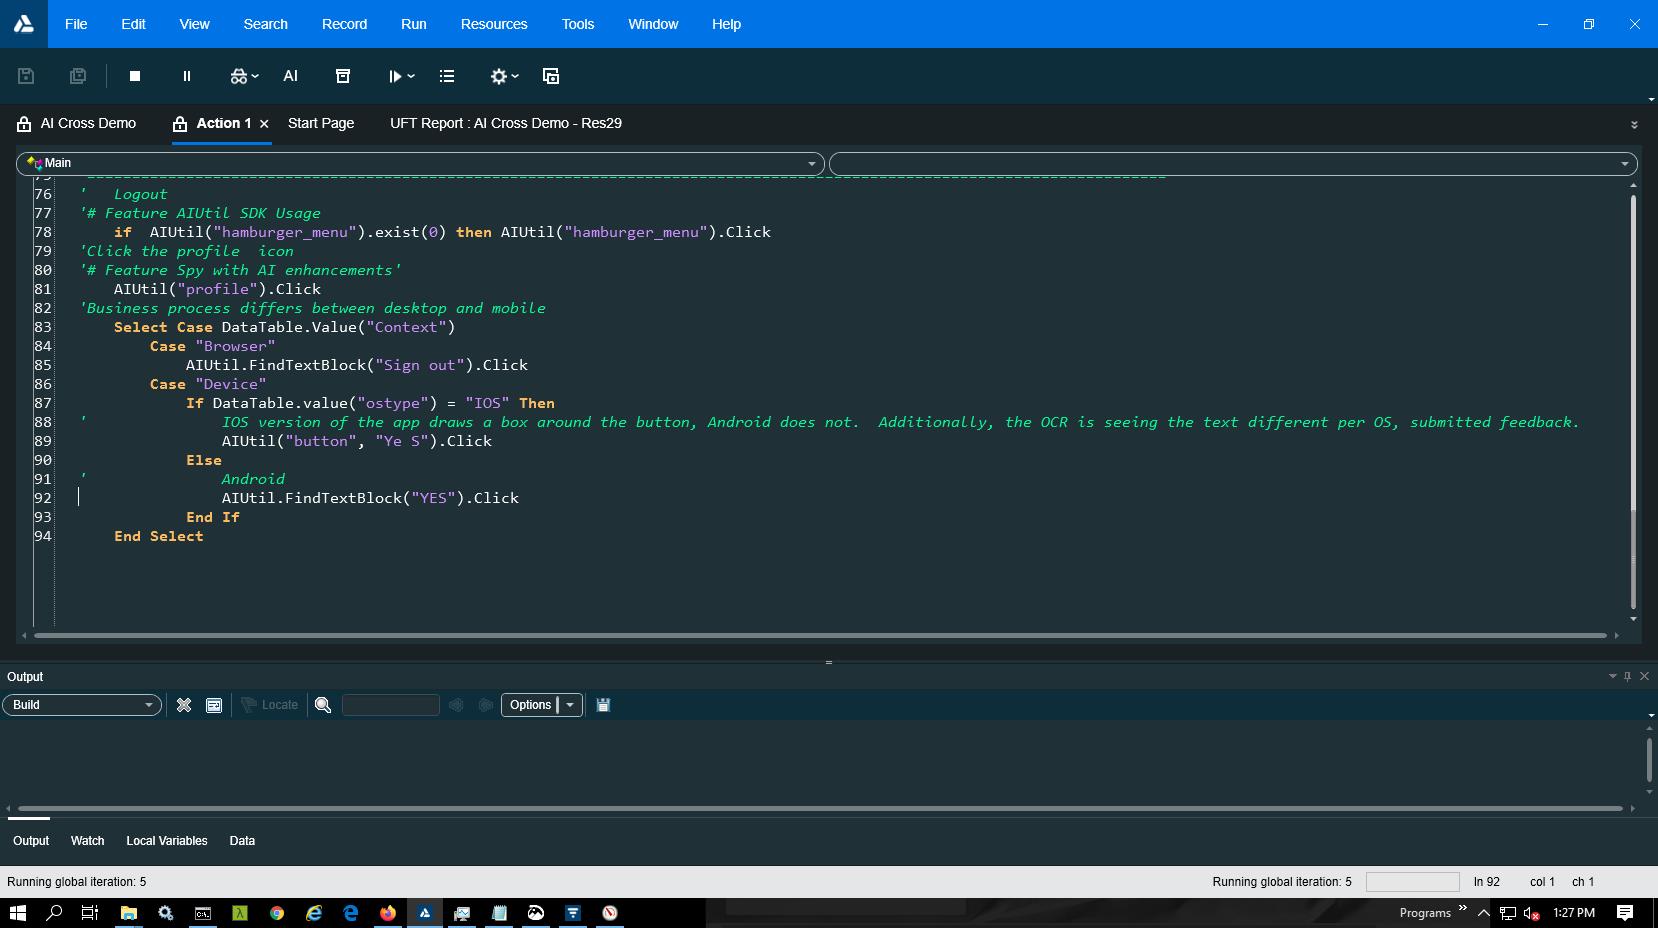 File Edit View Search Record Run Resources Tools Window Help
AI
AI Cross Demo Action 1 Start Page UFT Report : AI Cross Demo - Res29
Main
76 '   Logout
77 '# Feature AIUtil SDK Usage
78     if  AIUtil("hamburger_menu").exist(0) then AIUtil("hamburger_menu").Click
79 'Click the profile  icon
80 '# Feature Spy with AI enhancements'
81     AIUtil("profile").Click
82 'Business process differs between desktop and mobile
83     Select Case DataTable.Value("Context")
84         Case "Browser"
85             AIUtil.FindTextBlock("Sign out").Click
86         Case "Device"
87             If DataTable.value("ostype") = "IOS" Then
88 '               IOS version of the app draws a box around the button, Android does not.  Additionally, the OCR is seeing the text different per OS, submitted feedback.
89                 AIUtil("button", "Ye S").Click
90             Else
91 '               Android
92                 AIUtil.FindTextBlock("YES").Click
93             End If
94     End Select
Output
Build Locate Options
Output Watch Local Variables Data
Running global iteration: 5 Running global iteration: 5 ln 92 col 1 ch 1
Programs 1:27 PM